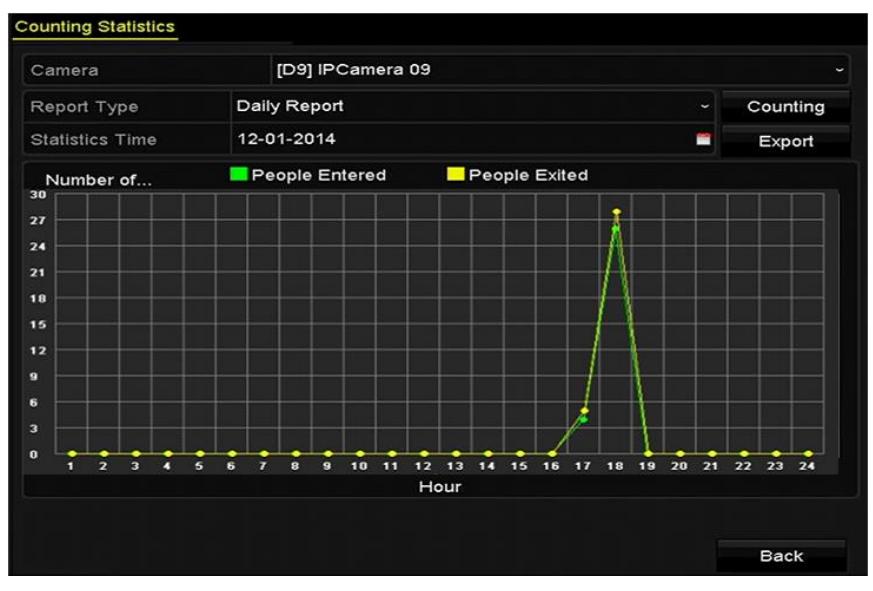 Counting Statistics
Camera [D9] IPCamera 09
Report Type Daily Report Counting
Statistics Time 12-01-2014 Export
Number of... People Entered People Exited
30
27
24
21
18
15
12
9
6
3
0
1 2 3 4 5 6 7 8 9 10 11 12 13 14 15 16 17 18 19 20 21 22 23 24
Hour
Back